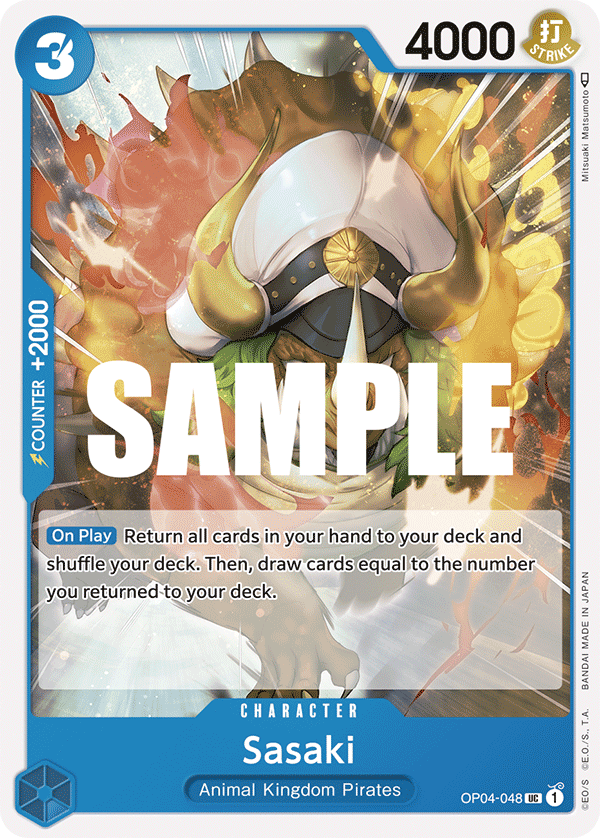 3
4000
打
STRIKE
Mitsuaki Matsumoto
COUNTER +2000
SAMPLE
On Play Return all cards in your hand to your deck and
shuffle your deck. Then, draw cards equal to the number
you returned to your deck.
BANDAI MADE IN JAPAN
©EO/S ©E.O./S., T.A.
CHARACTER
Sasaki
Animal Kingdom Pirates
OP04-048 UC 1